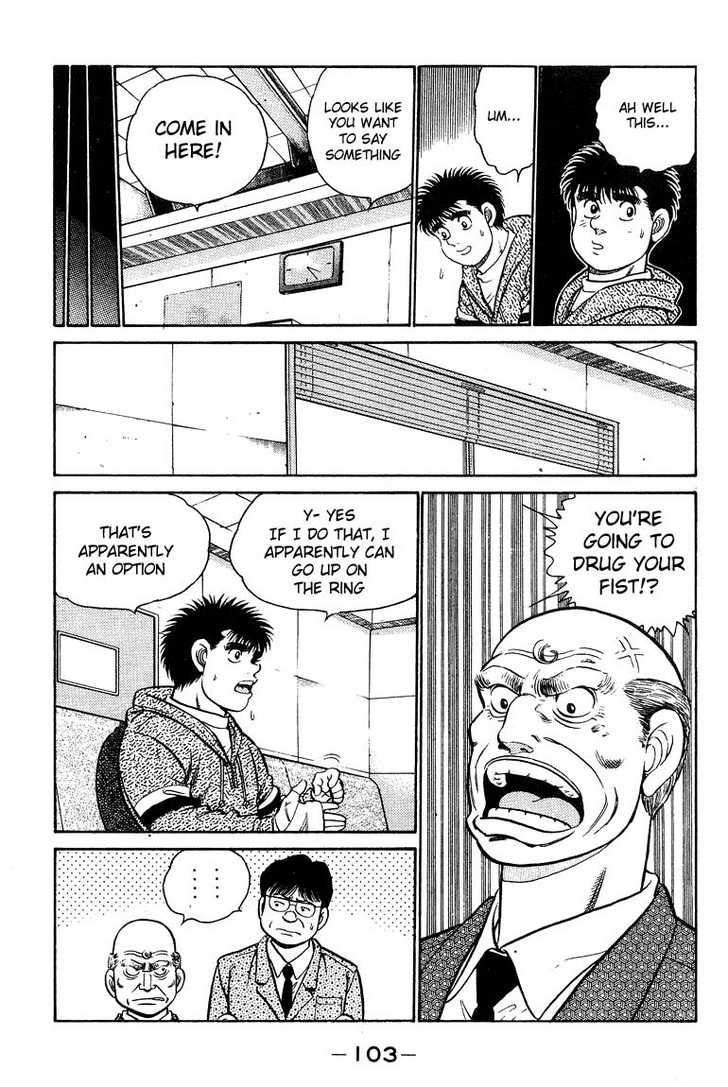 AH WELL
THIS...
UM...
LOOKS LIKE
YOU WANT
TO SAY
SOMETHING
COME IN
HERE!
YOU'RE
GOING TO
DRUG YOUR
FIST!?
Y- YES
IF I DO THAT, I
APPARENTLY CAN
GO UP ON
THE RING
THAT'S
APPARENTLY
AN OPTION
......
-103-